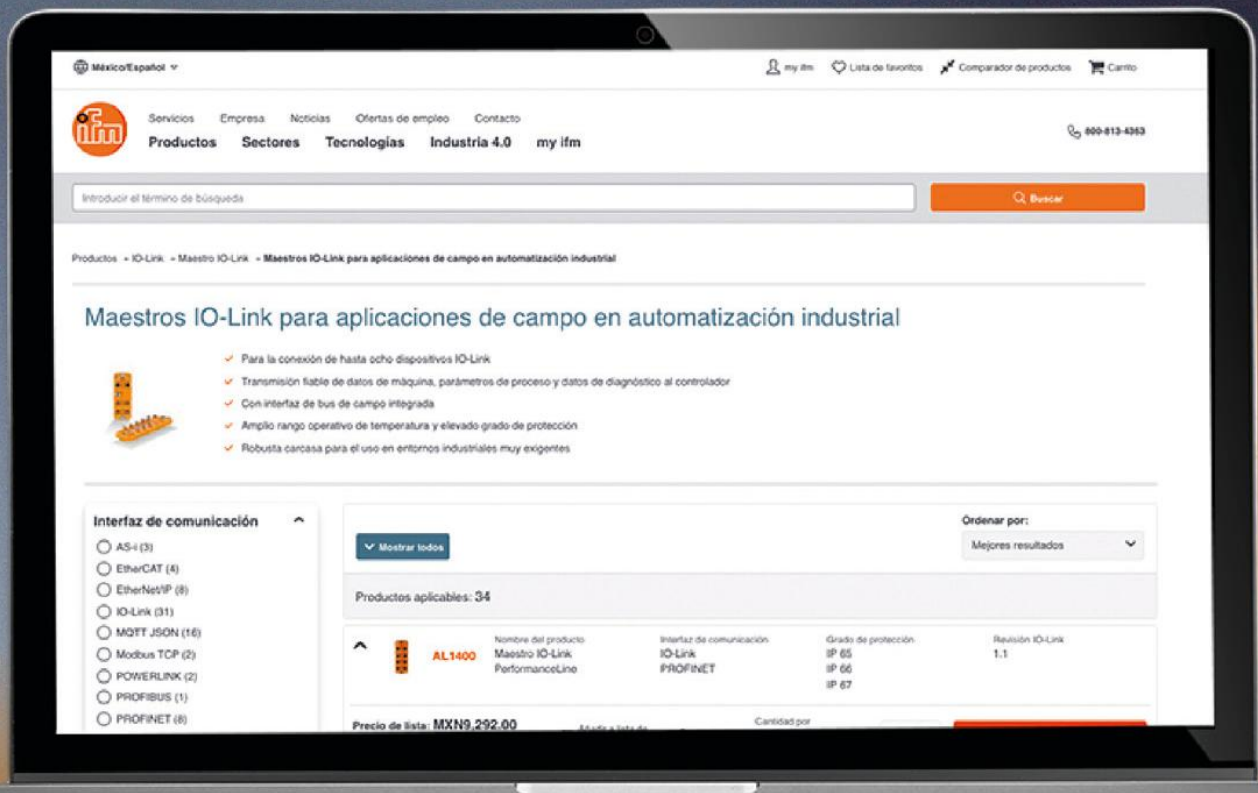 México/Español
my ifm
Lista de favoritos
Comparador de productos
Carrito
ifm
Servicios Empresa Noticias Ofertas de empleo Contacto
Productos Sectores Tecnologías Industria 4.0 my ifm
800-813-4363
Introducir el término de búsqueda
Buscar
Productos » IO-Link » Maestro IO-Link » Maestros IO-Link para aplicaciones de campo en automatización industrial
Maestros IO-Link para aplicaciones de campo en automatización industrial
Para la conexión de hasta ocho dispositivos IO-Link
Transmisión fiable de datos de máquina, parámetros de proceso y datos de diagnóstico al controlador
Con interfaz de bus de campo integrada
Amplio rango operativo de temperatura y elevado grado de protección
Robusta carcasa para el uso en entornos industriales muy exigentes
Interfaz de comunicación
AS-i (3)
EtherCAT (4)
EtherNet/IP (8)
IO-Link (31)
MQTT JSON (16)
Modbus TCP (2)
POWERLINK (2)
PROFIBUS (1)
PROFINET (8)
Mostrar todos
Ordenar por:
Mejores resultados
Productos aplicables: 34
AL1400
Nombre del producto
Maestro IO-Link
PerformanceLine
Interfaz de comunicación
IO-Link
PROFINET
Grado de protección
IP 65
IP 66
IP 67
Revisión IO-Link
1.1
Precio de lista: MXN9,292.00
Cantidad por